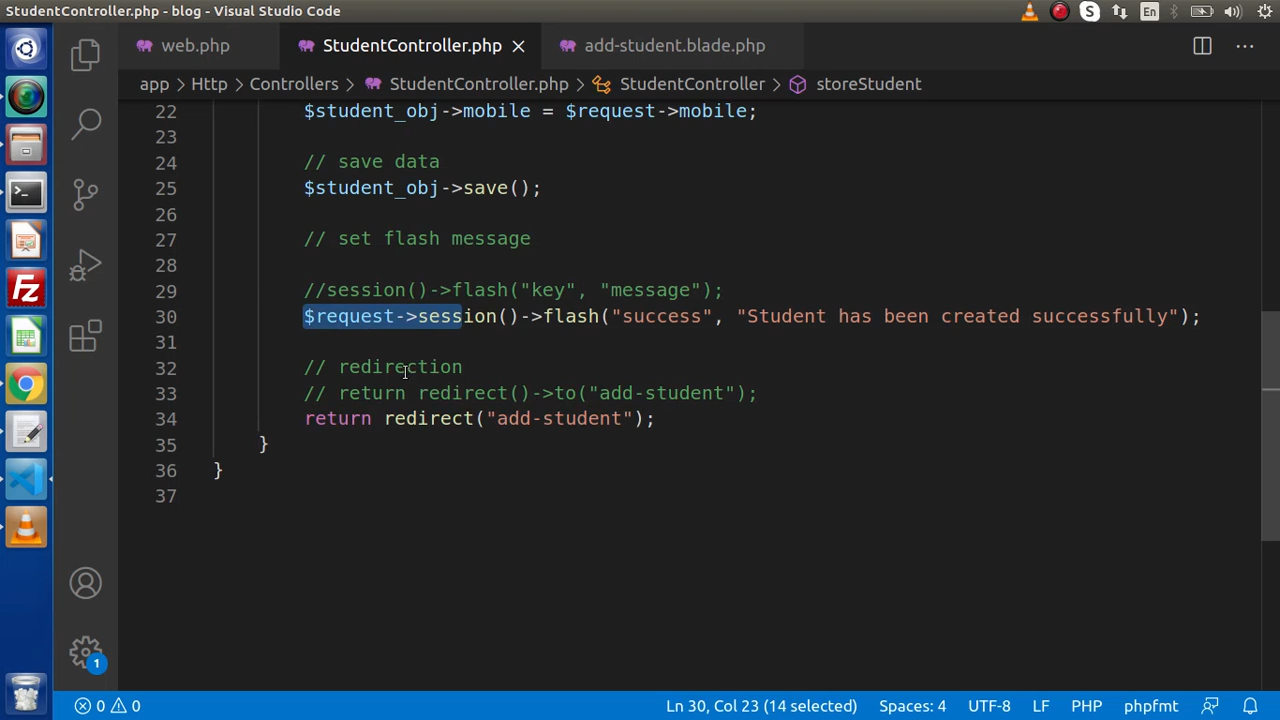 StudentController.php - blog - Visual Studio Code
S
En
web.php
StudentController.php
add-student.blade.php
app > Http > Controllers > StudentController.php > StudentController > storeStudent
22 $student_obj->mobile = $request->mobile;
23
24 // save data
25 $student_obj->save();
26
27 // set flash message
28
29 //session()->flash("key", "message");
30 $request->session()->flash("success", "Student has been created successfully");
31
32 // redirection
33 // return redirect()->to("add-student");
34 return redirect("add-student");
35 }
36 }
37
1
0 0
Ln 30, Col 23 (14 selected)
Spaces: 4
UTF-8
LF
PHP
phpfmt